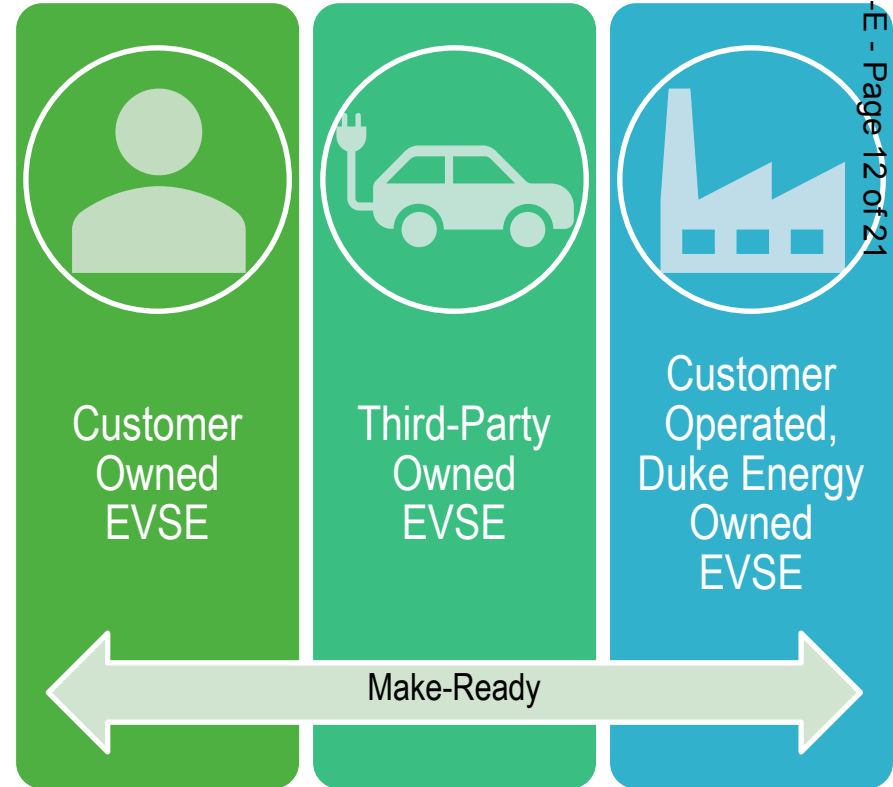 -E - Page 12 of 21
Customer
Owned
EVSE
Third-Party
Owned
EVSE
Customer
Operated,
Duke Energy
Owned
EVSE
Make-Ready